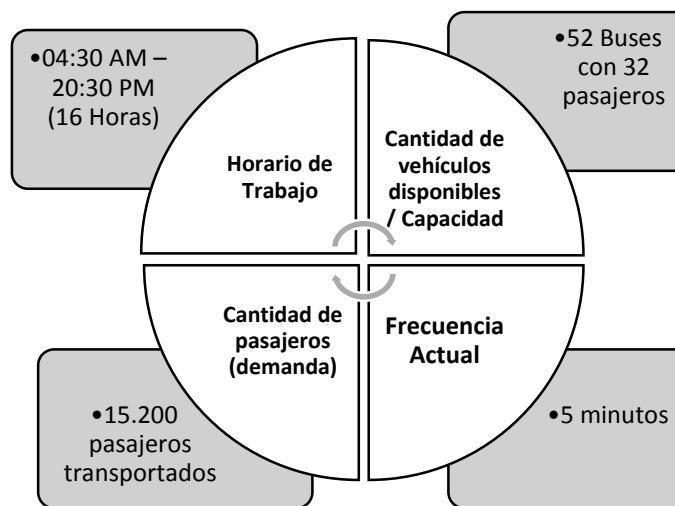 •04:30 AM –
20:30 PM
(16 Horas)
•52 Buses
con 32
pasajeros
Horario de
Trabajo
Cantidad de
vehículos
disponibles
/ Capacidad
Cantidad de
pasajeros
(demanda)
Frecuencia
Actual
•15.200
pasajeros
transportados
•5 minutos